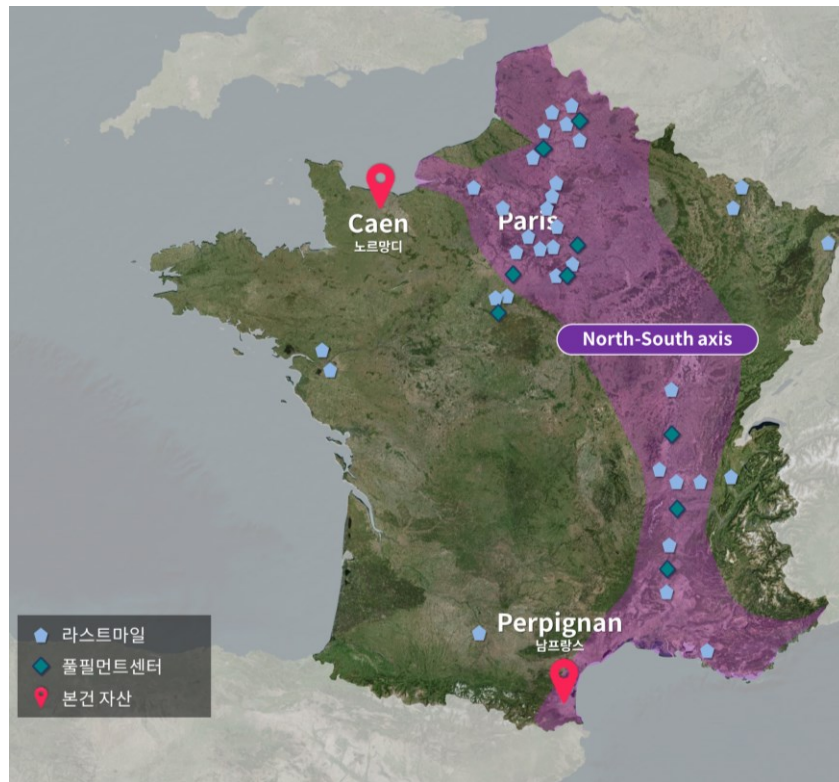 Caen
노르망디
Paris
North-South axis
Perpignan
남프랑스
라스트마일
풀필먼트센터
본건 자산